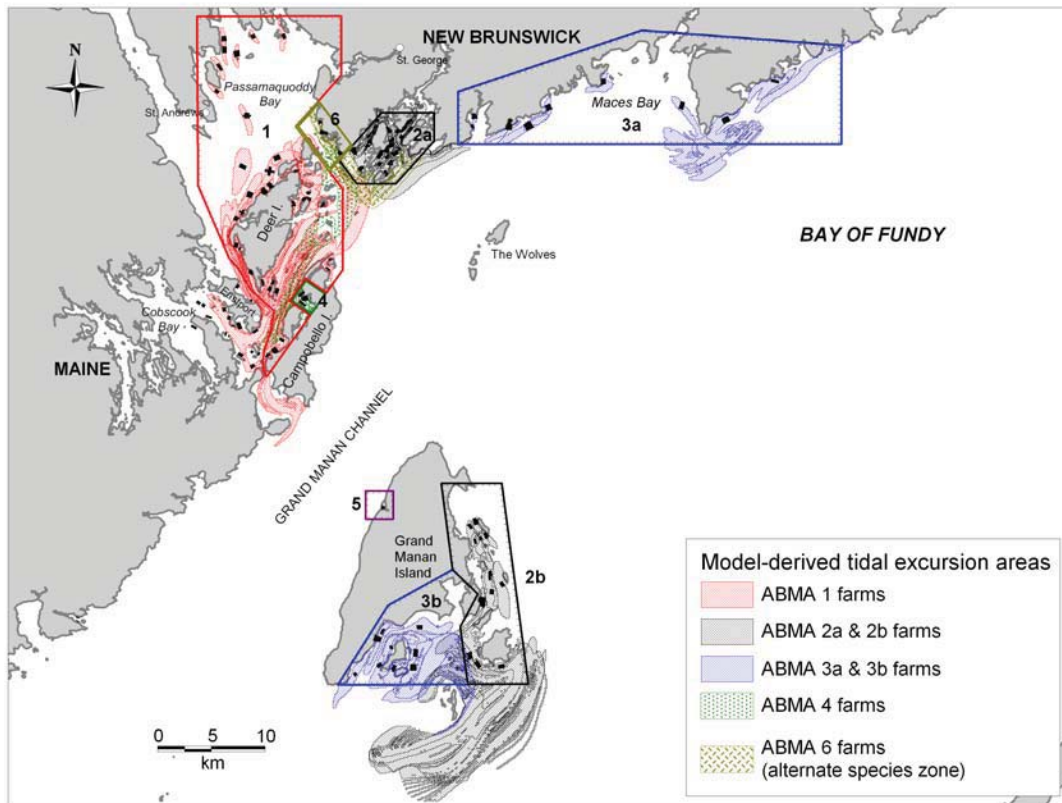 NEW BRUNSWICK
N
St. George
Passamaquoddy
Bay
St. Andrews
1
6
2a
Maces Bay
3a
Deer I.
The Wolves
BAY OF FUNDY
Eastport
Cobscook
Bay
4
Campobello I.
MAINE
GRAND MANAN CHANNEL
5
Grand
Manan
Island
2b
3b
0 5 10
km
Model-derived tidal excursion areas
ABMA 1 farms
ABMA 2a & 2b farms
ABMA 3a & 3b farms
ABMA 4 farms
ABMA 6 farms
(alternate species zone)